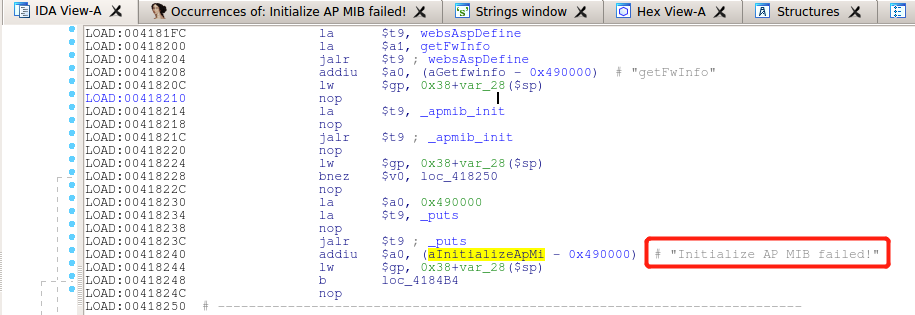 IDA View-A Occurrences of: Initialize AP MIB failed! Strings window Hex View-A Structures
LOAD:004181FC la $t9, websAspDefine
LOAD:00418200 la $a1, getFwInfo
LOAD:00418204 jalr $t9 ; websAspDefine
LOAD:00418208 addiu $a0, (aGetfwinfo - 0x490000) # "getFwInfo"
LOAD:0041820C lw $gp, 0x38+var_28($sp)
LOAD:00418210 nop
LOAD:00418214 la $t9, _apmib_init
LOAD:00418218 nop
LOAD:0041821C jalr $t9 ; _apmib_init
LOAD:00418220 nop
LOAD:00418224 lw $gp, 0x38+var_28($sp)
LOAD:00418228 bnez $v0, loc_418250
LOAD:0041822C nop
LOAD:00418230 la $a0, 0x490000
LOAD:00418234 la $t9, _puts
LOAD:00418238 nop
LOAD:0041823C jalr $t9 ; _puts
LOAD:00418240 addiu $a0, (aInitializeApMi - 0x490000) # "Initialize AP MIB failed!"
LOAD:00418244 lw $gp, 0x38+var_28($sp)
LOAD:00418248 b loc_4184B4
LOAD:0041824C nop
LOAD:00418250 # ---------------------------------------------------------------------------